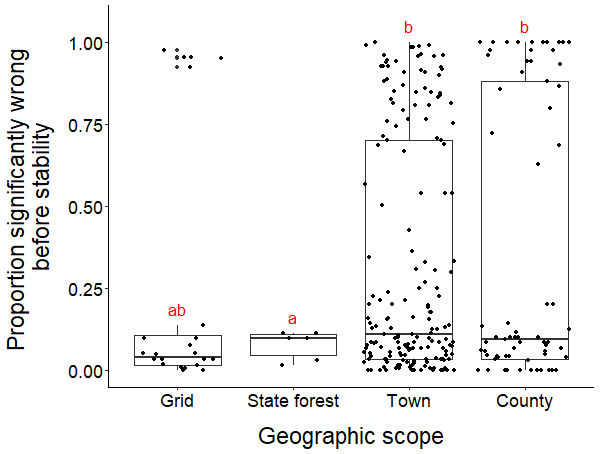 Proportion significantly wrong
before stability
1.00
0.75
0.50
0.25
0.00
ab
a
b
b
Grid
State forest
Town
County
Geographic scope